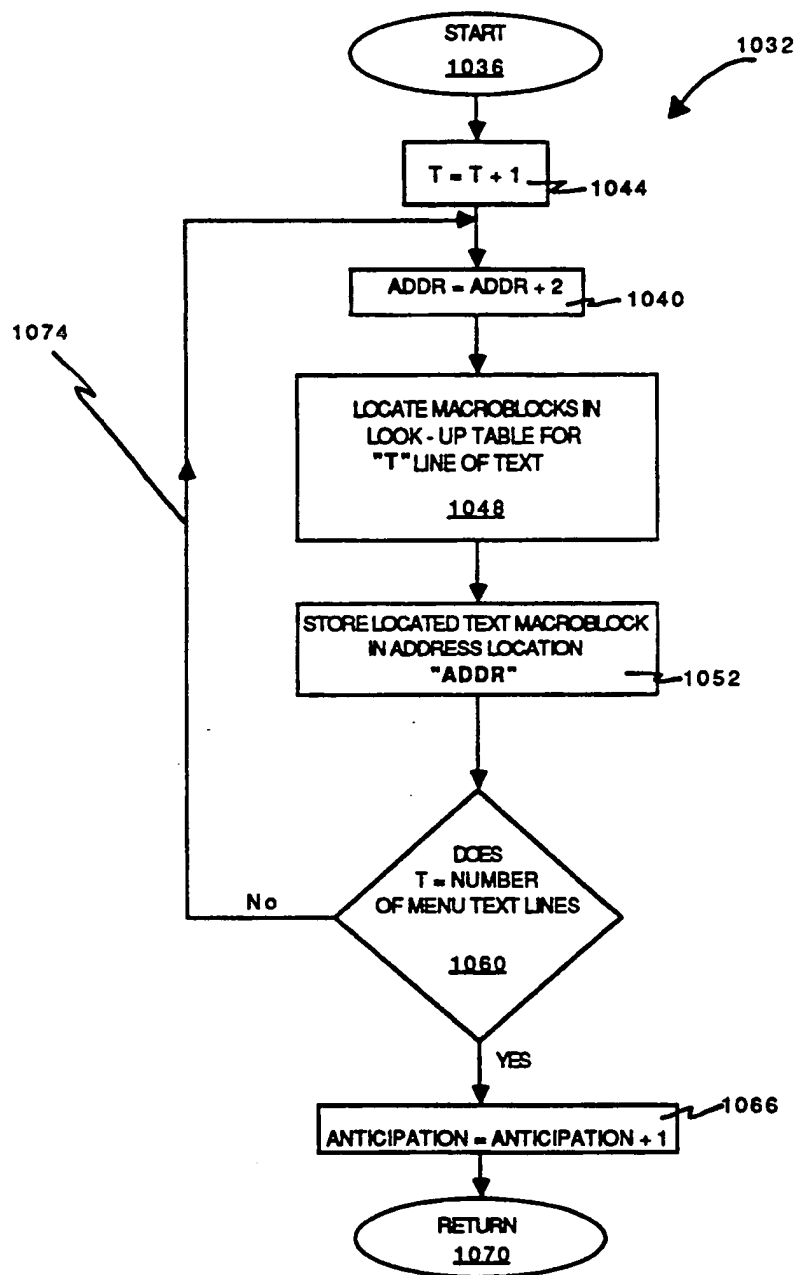 START
1036
1032
T = T + 1
1044
ADDR = ADDR + 2
1040
1074
LOCATE MACROBLOCKS IN
LOOK - UP TABLE FOR
"T" LINE OF TEXT
1048
STORE LOCATED TEXT MACROBLOCK
IN ADDRESS LOCATION
"ADDR"
1052
DOES
T = NUMBER
OF MENU TEXT LINES
1060
No
YES
1066
ANTICIPATION = ANTICIPATION + 1
RETURN
1070